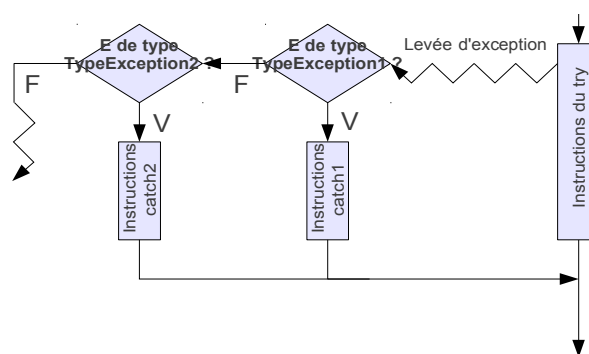 E de type
TypeException2 ?
E de type
TypeException1 ?
Levée d'exception
F
F
V
V
Instructions
catch2
Instructions
catch1
Instructions du try